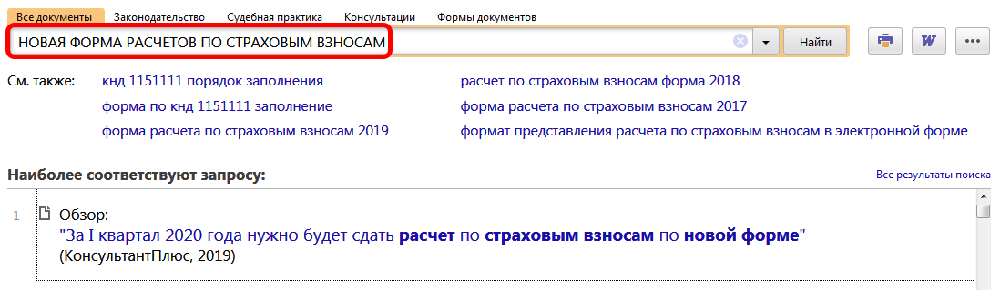 Все документы Законодательство Судебная практика Консультации Формы документов
НОВАЯ ФОРМА РАСЧЕТОВ ПО СТРАХОВЫМ ВЗНОСАМ Найти W
См. также: кнд 1151111 порядок заполнения расчет по страховым взносам форма 2018
форма по кнд 1151111 заполнение форма расчета по страховым взносам 2017
форма расчета по страховым взносам 2019 формат представления расчета по страховым взносам в электронной форме
Наиболее соответствуют запросу: Все результаты поиска
1 Обзор:
"За I квартал 2020 года нужно будет сдать расчет по страховым взносам по новой форме"
(КонсультантПлюс, 2019)